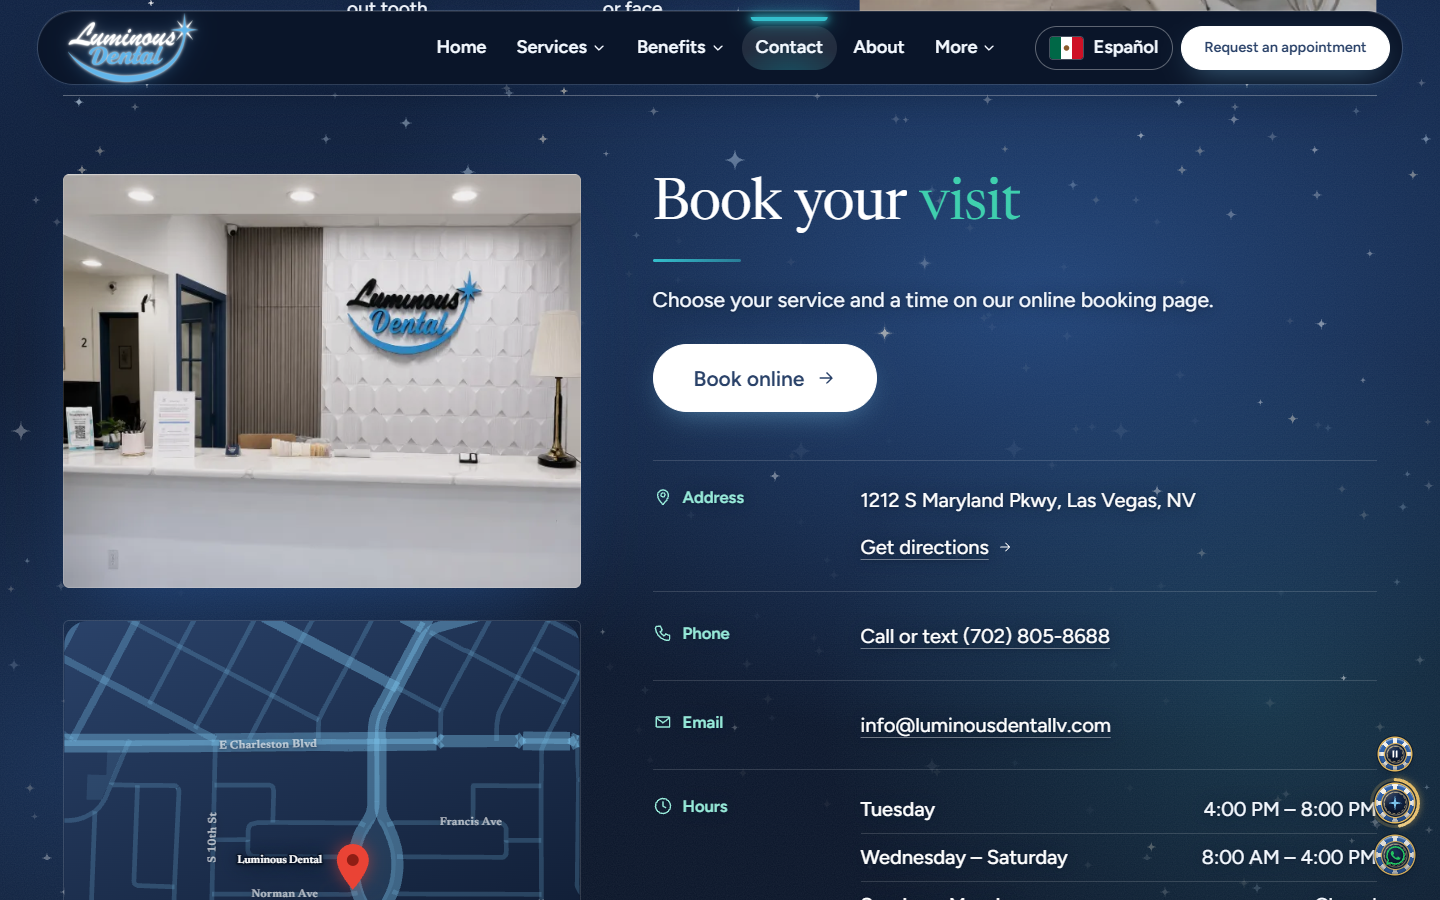 out tooth
or face
Luminous
Dental
Home
Services
Benefits
Contact
About
More
Español
Request an appointment
Book your visit
Choose your service and a time on our online booking page.
Book online
Luminous
Dental
2
Address
1212 S Maryland Pkwy, Las Vegas, NV
Get directions
Phone
Call or text (702) 805-8688
Email
info@luminousdentallv.com
Hours
Tuesday
4:00 PM – 8:00 PM
Wednesday – Saturday
8:00 AM – 4:00 PM
E Charleston Blvd
S 10th St
Francis Ave
Luminous Dental
Norman Ave